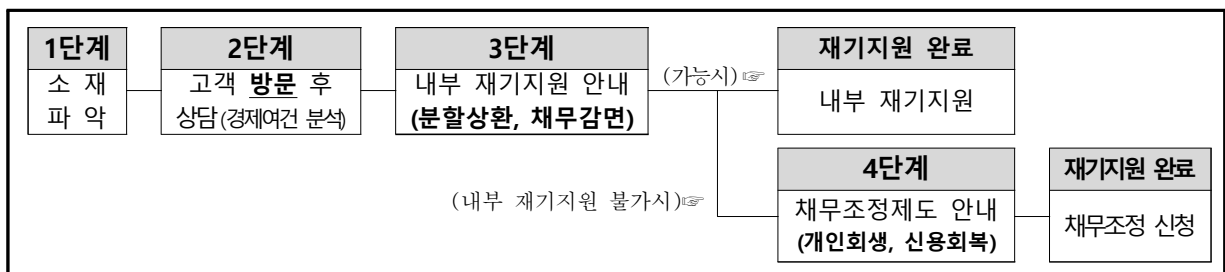 1단계
소 재
파 악
2단계
고객 방문 후
상담(경제여건 분석)
3단계
내부 재기지원 안내
(분할상환, 채무감면)
(가능시)☞
재기지원 완료
내부 재기지원
(내부 재기지원 불가시)☞
4단계
채무조정제도 안내
(개인회생, 신용회복)
재기지원 완료
채무조정 신청